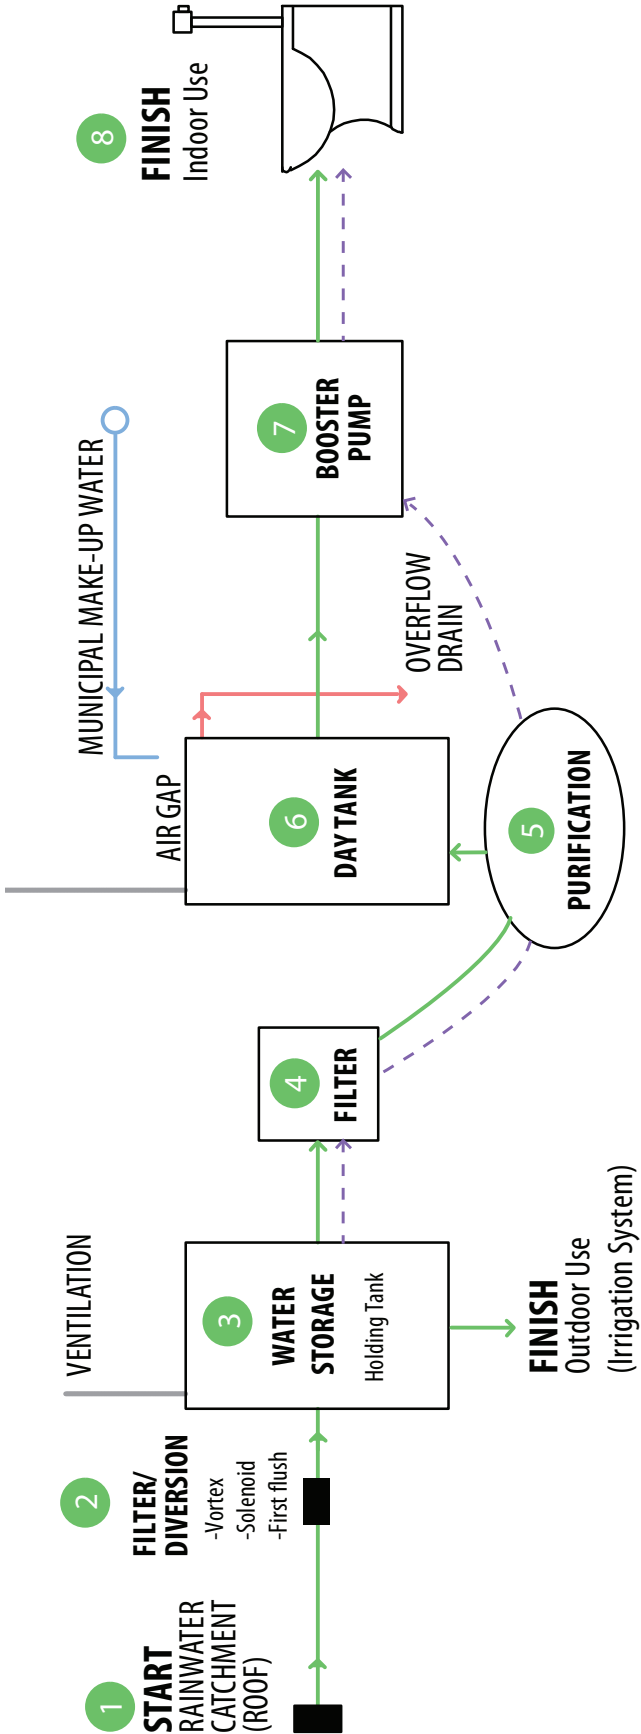 1
START
RAINWATER
CATCHMENT
(ROOF)
2
FILTER/
DIVERSION
-Vortex
-Solenoid
-First flush
VENTILATION
3
WATER
STORAGE
Holding Tank
FINISH
Outdoor Use
(Irrigation System)
4
FILTER
5
PURIFICATION
AIR GAP
6
DAY TANK
MUNICIPAL MAKE-UP WATER
OVERFLOW
DRAIN
7
BOOSTER
PUMP
8
FINISH
Indoor Use